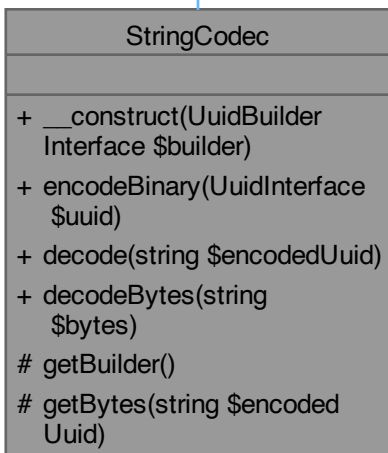 StringCodec
+ __construct(UuidBuilder
Interface $builder)
+ encodeBinary(UuidInterface
$uuid)
+ decode(string $encodedUuid)
+ decodeBytes(string
$bytes)
# getBuilder()
# getBytes(string $encoded
Uuid)